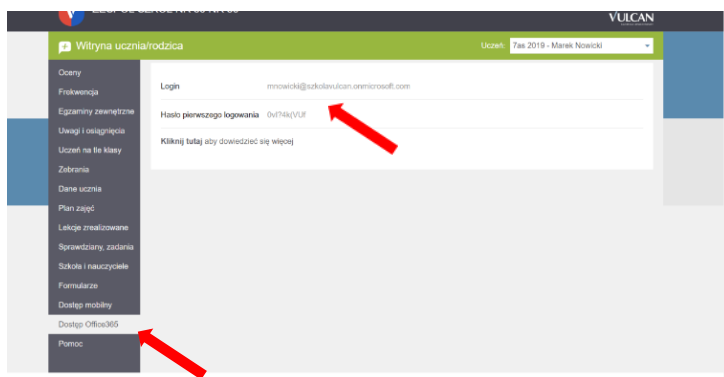 VULCAN
Witryna ucznia/rodzica
Uczeń: 7as 2019 - Marek Nowicki
Oceny
Frekwencja
Egzaminy zewnętrzne
Uwagi i osiągnięcia
Uczeń na tle klasy
Zebrania
Dane ucznia
Plan zajęć
Lekcje zrealizowane
Sprawdziany, zadania
Szkoła i nauczyciele
Formularze
Dostęp mobilny
Dostęp Office365
Pomoc
Login mnowicki@szkolavulcan.onmicrosoft.com
Hasło pierwszego logowania
Kliknij tutaj aby dowiedzieć się więcej